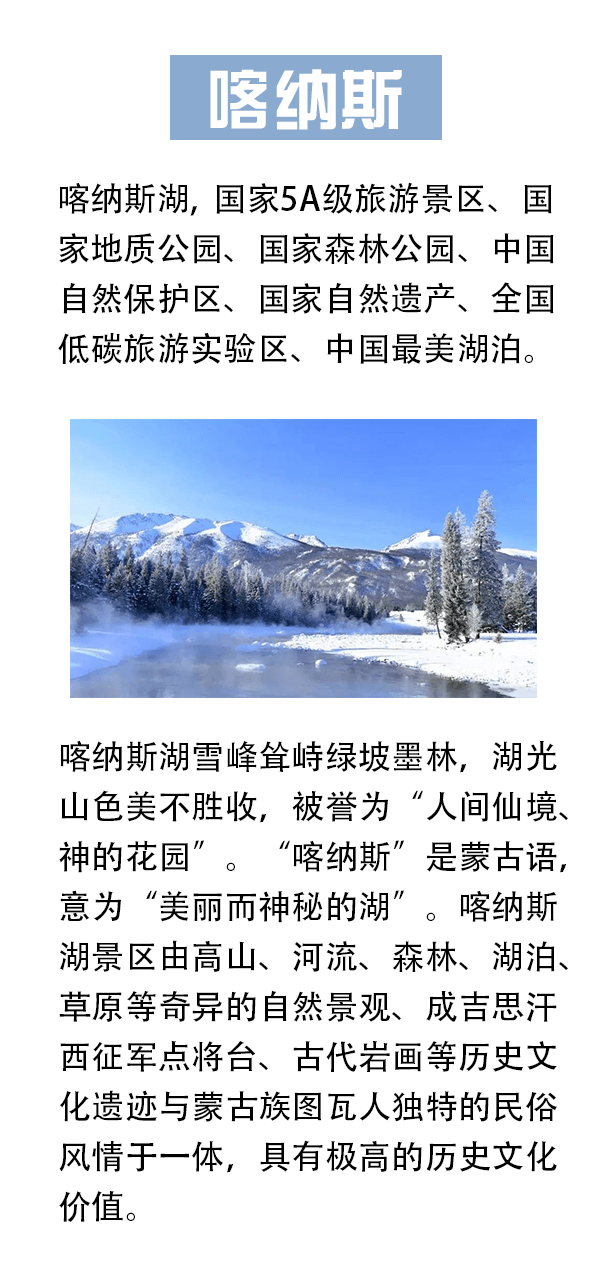 喀纳斯
喀纳斯湖, 国家5A级旅游景区、国
家地质公园、国家森林公园、中国
自然保护区、国家自然遗产、全国
低碳旅游实验区、中国最美湖泊。
喀纳斯湖雪峰耸峙绿坡墨林，湖光
山色美不胜收，被誉为“人间仙境、
神的花园”。“喀纳斯”是蒙古语,
意为“美丽而神秘的湖”。喀纳斯
湖景区由高山、河流、森林、湖泊、
草原等奇异的自然景观、成吉思汗
西征军点将台、古代岩画等历史文
化遗迹与蒙古族图瓦人独特的民俗
风情于一体，具有极高的历史文化
价值。